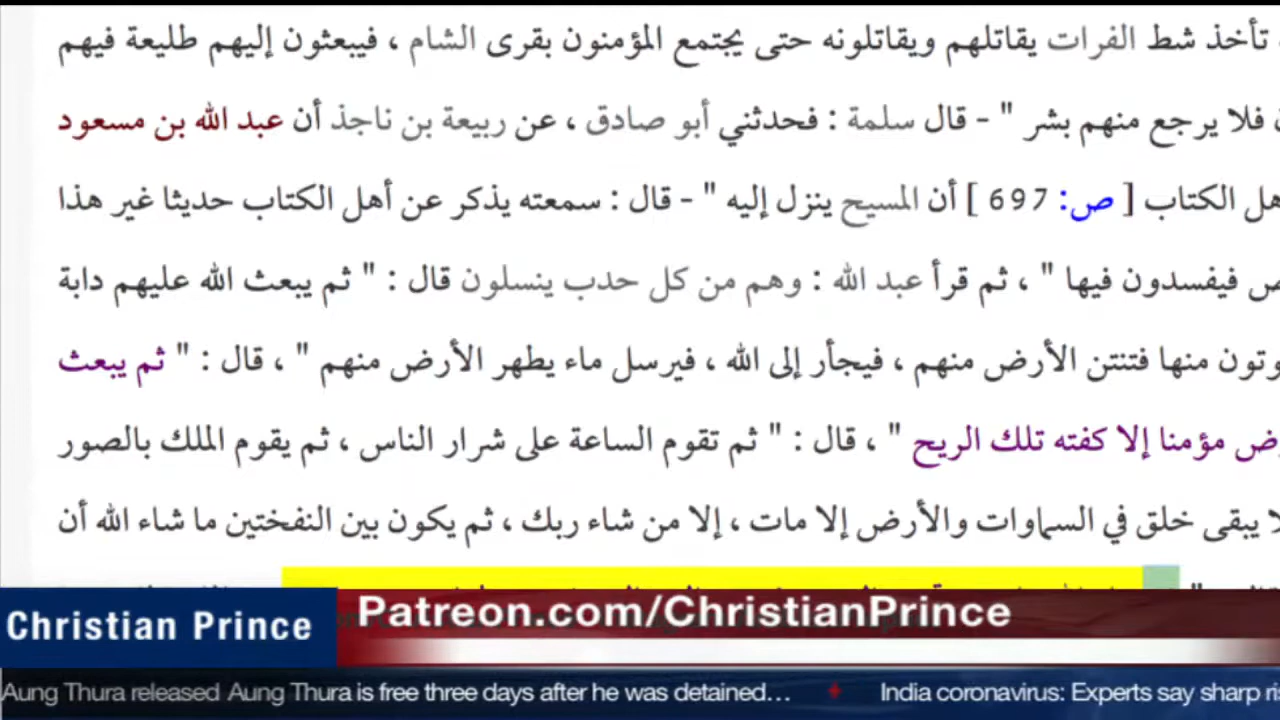 تأخذ شط الفرات يقاتلهم ويقاتلونه حتى يجتمع المؤمنون بقرى الشام ، فيبعثون إليهم طليعة فيهم
فلا يرجع منهم بشر " - قال سلمة : فحدثني أبو صادق ، عن ربيعة بن ناجذ أن عبد الله بن مسعود
هل الكتاب [ ص: 697 ] أن المسيح ينزل إليه " - قال : سمعته يذكر عن أهل الكتاب حديثا غير هذا
ض فيفسدون فيها " ، ثم قرأ عبد الله : وهم من كل حدب ينسلون قال : " ثم يبعث الله عليهم دابة
وتون منها فتنتن الأرض منهم ، فيجأر إلى الله ، فيرسل ماء يطهر الأرض منهم " ، قال : " ثم يبعث
رض مؤمنا إلا كفته تلك الريح " ، قال : " ثم تقوم الساعة على شرار الناس ، ثم يقوم الملك بالصور
لا يبقى خلق في السماوات والأرض إلا مات ، إلا من شاء ربك ، ثم يكون بين النفختين ما شاء الله أن
Christian Prince
Patreon.com/ChristianPrince
Aung Thura released Aung Thura is free three days after he was detained... India coronavirus: Experts say sharp ri